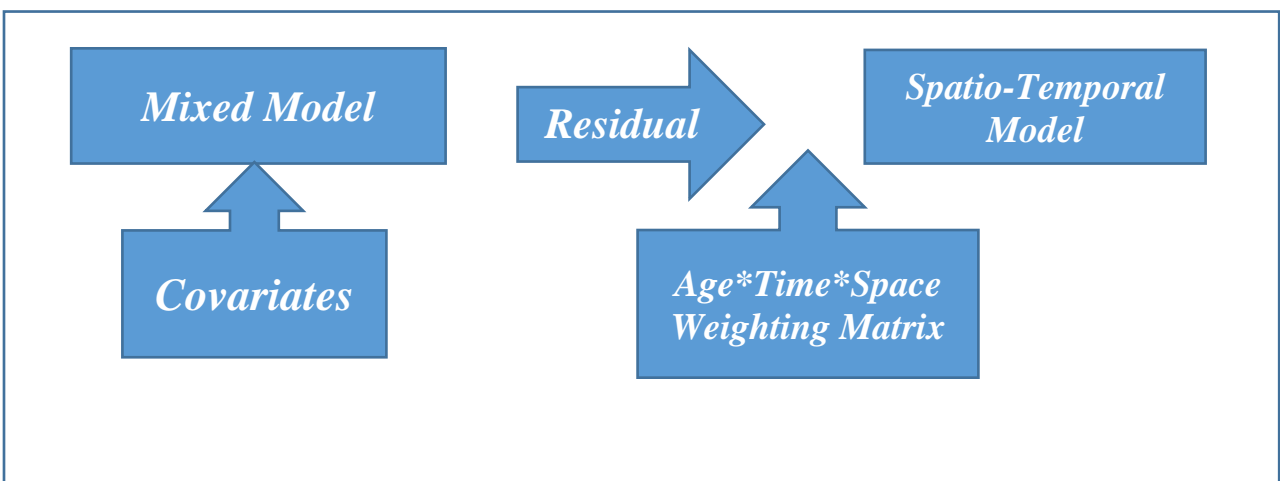 Mixed Model
Residual
Spatio-Temporal
Model
Covariates
Age*Time*Space
Weighting Matrix